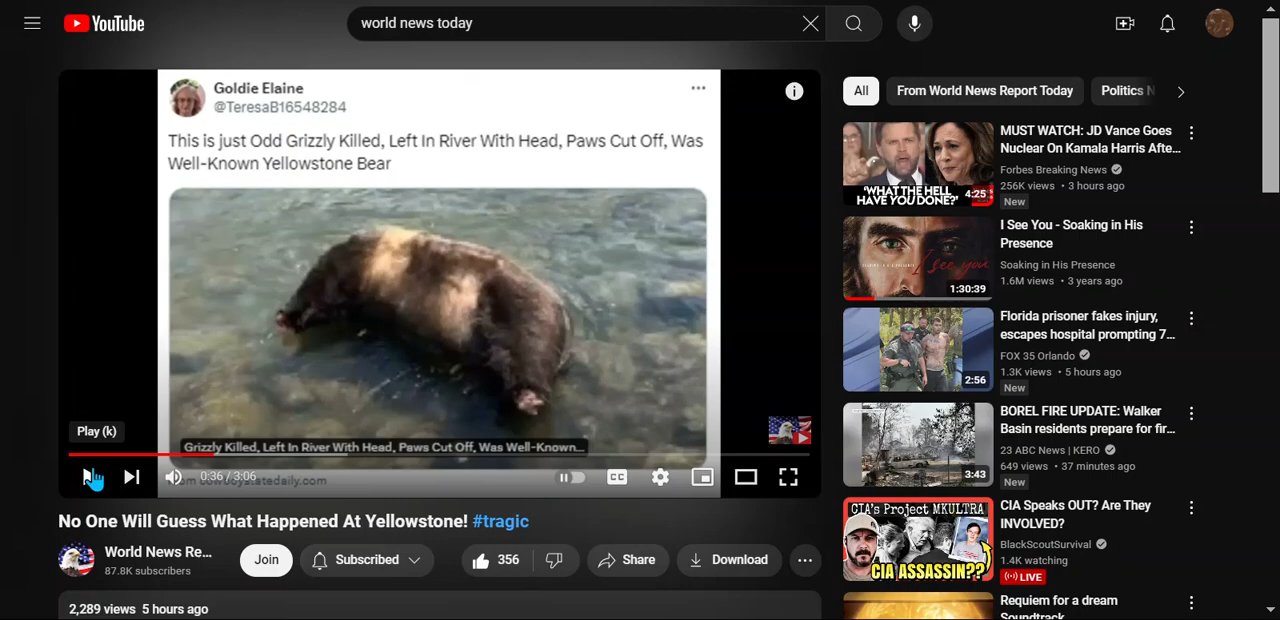 YouTube
world news today
Goldie Elaine
@TeresaB16548284
This is just Odd Grizzly Killed, Left In River With Head, Paws Cut Off, Was
Well-Known Yellowstone Bear
Play (k)
Grizzly Killed, Left In River With Head, Paws Cut Off, Was Well-Known...
0:36 / 3:06
CC
No One Will Guess What Happened At Yellowstone! #tragic
World News Re...
87.8K subscribers
Join
Subscribed
356
Share
Download
2,289 views 5 hours ago
All
From World News Report Today
Politics N
'WHAT THE HELL
HAVE YOU DONE?'
4:25
MUST WATCH: JD Vance Goes
Nuclear On Kamala Harris Afte...
Forbes Breaking News
256K views • 3 hours ago
New
I see you
1:30:39
I See You - Soaking in His
Presence
Soaking in His Presence
1.6M views • 3 years ago
2:56
Florida prisoner fakes injury,
escapes hospital prompting 7...
FOX 35 Orlando
1.3K views • 5 hours ago
New
3:43
BOREL FIRE UPDATE: Walker
Basin residents prepare for fir...
23 ABC News | KERO
649 views • 37 minutes ago
New
CIA's Project MKULTRA
CIA ASSASSIN??
CIA Speaks OUT? Are They
INVOLVED?
BlackScoutSurvival
1.4K watching
LIVE
Requiem for a dream
Soundtrack